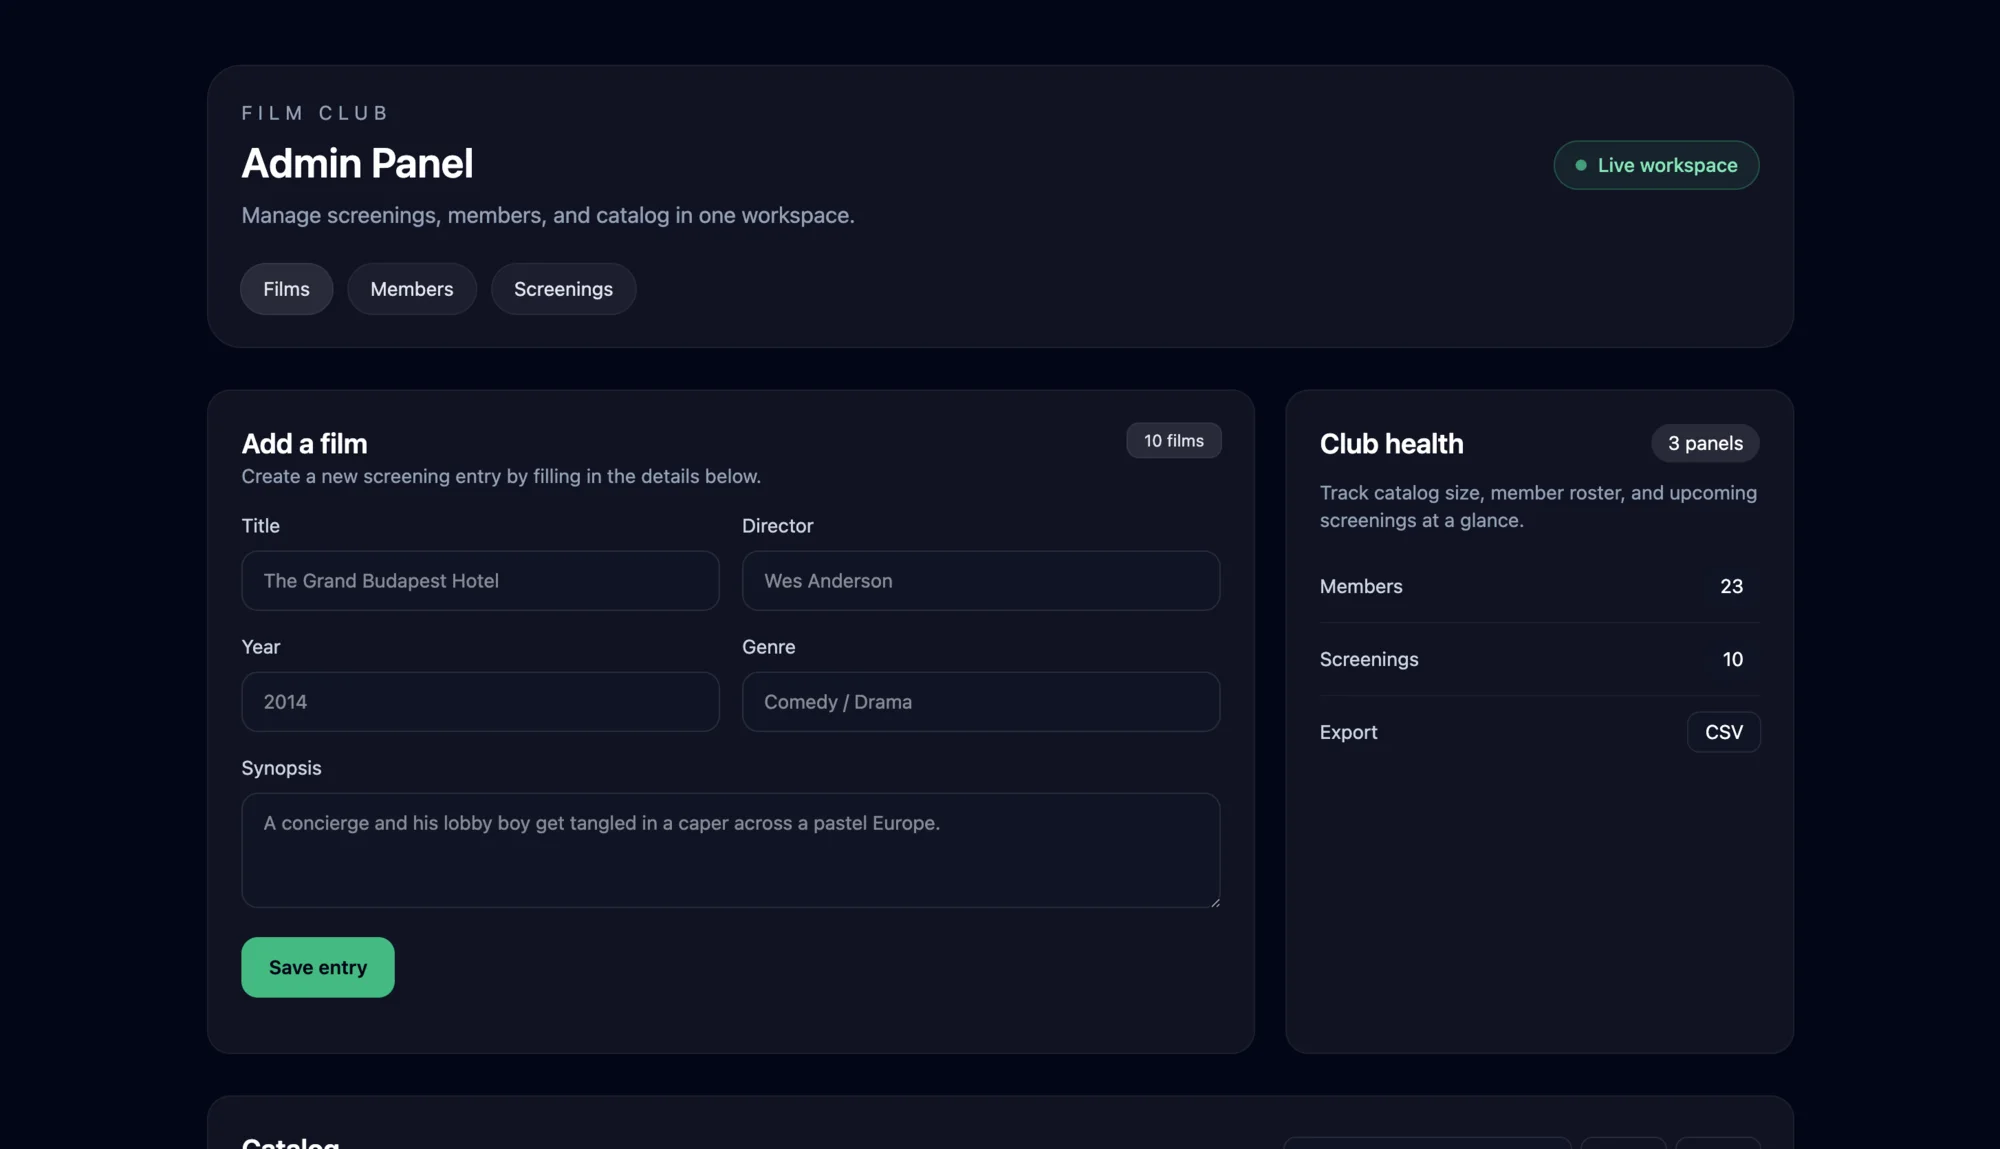 FILM CLUB
Admin Panel
Live workspace
Manage screenings, members, and catalog in one workspace.
Films
Members
Screenings
Add a film
10 films
Create a new screening entry by filling in the details below.
Title
Director
The Grand Budapest Hotel
Wes Anderson
Year
Genre
2014
Comedy / Drama
Synopsis
A concierge and his lobby boy get tangled in a caper across a pastel Europe.
Save entry
Club health
3 panels
Track catalog size, member roster, and upcoming
screenings at a glance.
Members
23
Screenings
10
Export
CSV
Catalog